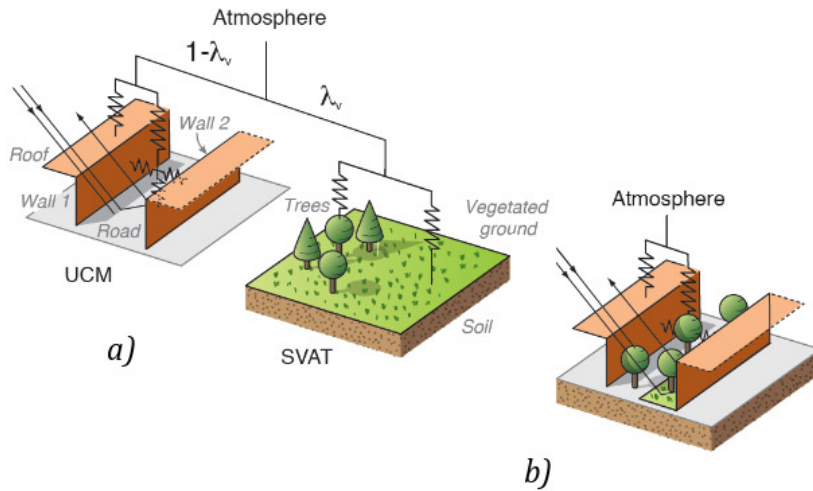 Atmosphere
1-λᵥ
λᵥ
Wall 2
Roof
Wall 1
Road
UCM
Trees
Vegetated
ground
Soil
SVAT
a)
Atmosphere
b)